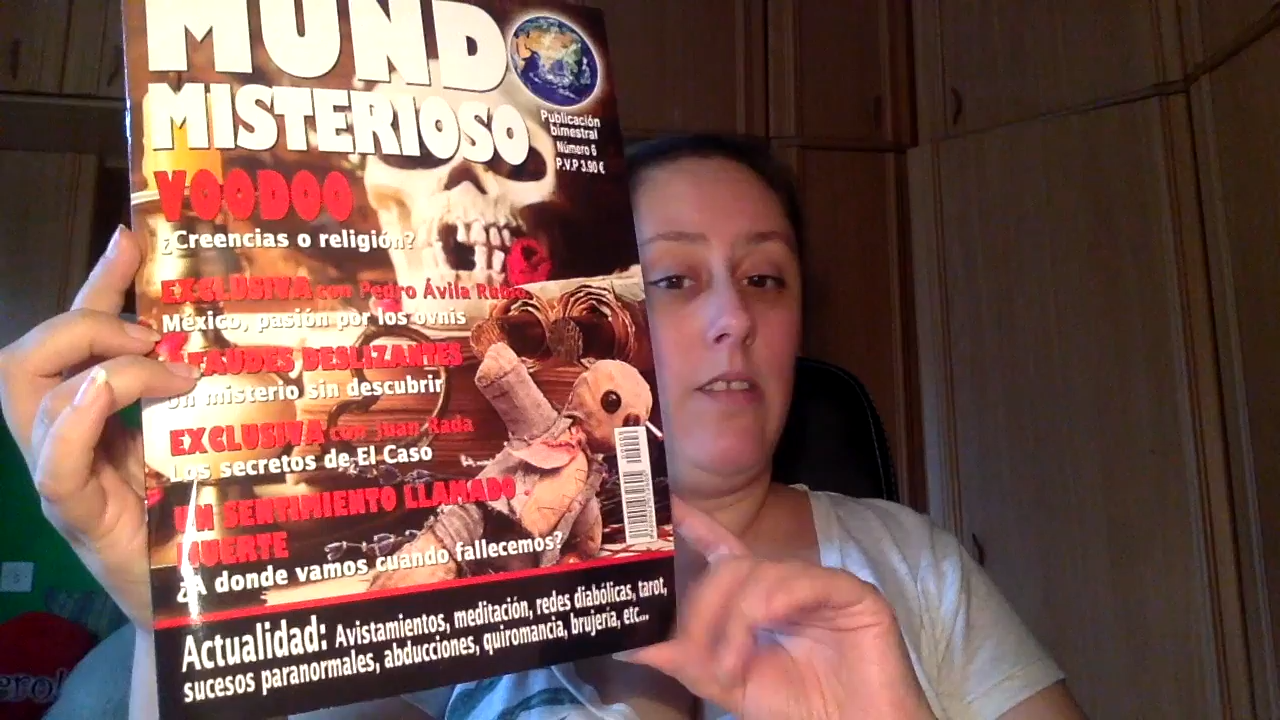 MUNDO
MISTERIOSO
Publicación
bimestral
Número 6
P.V.P 3.90 €
VOODOO
¿Creencias o religión?
EXCLUSIVA con Pedro Ávila Rubio
México, pasión por los ovnis
ATAUDES DESLIZANTES
Un misterio sin descubrir
EXCLUSIVA con Juan Rada
Los secretos de El Caso
UN SENTIMIENTO LLAMADO
MUERTE
¿A donde vamos cuando fallecemos?
Actualidad: Avistamientos, meditación, redes diabólicas, tarot,
sucesos paranormales, abducciones, quiromancia, brujería, etc...
ero!